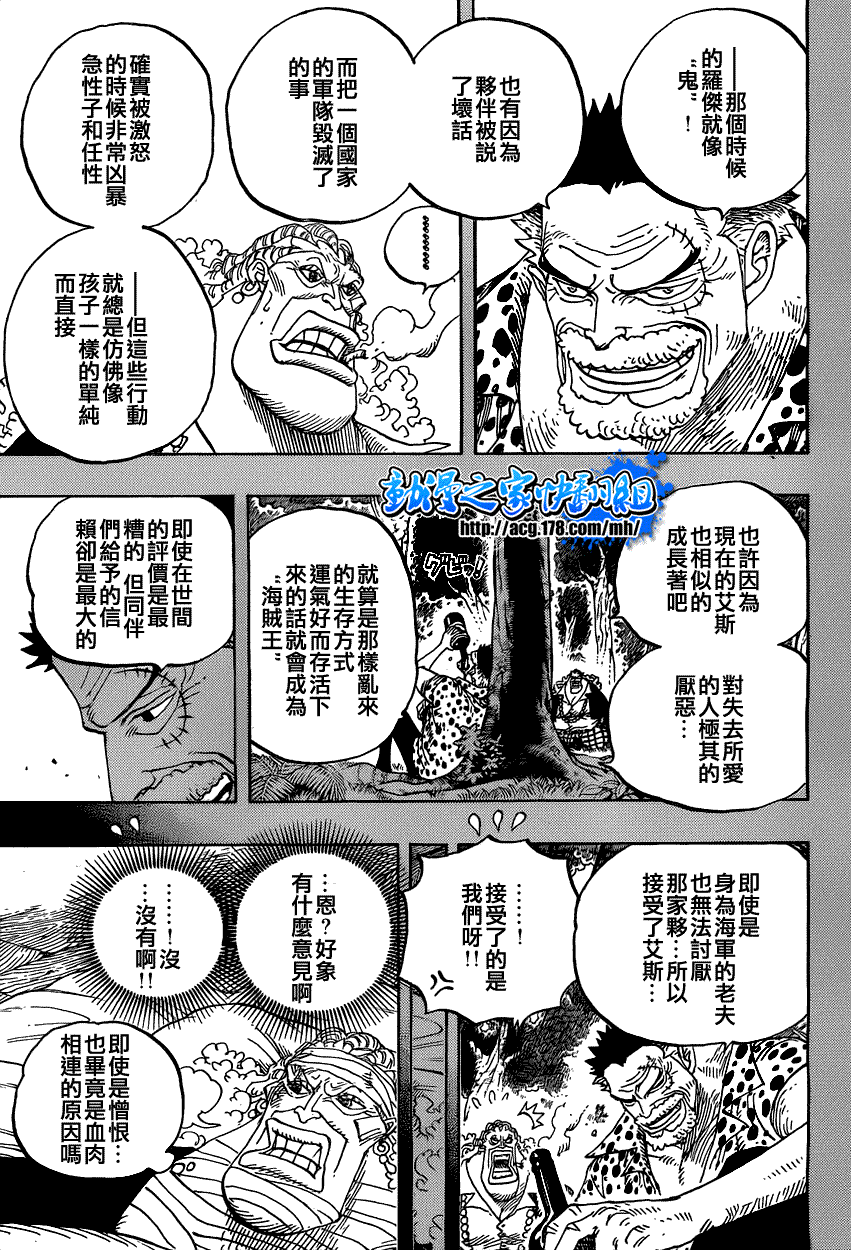 ——那個時候
的羅傑就像
“鬼”！
也有因為
夥伴被説
了壞話
而把一個國家
的軍隊毀滅了
的事
確實被激怒
的時候非常凶暴
急性子和任性
——但這些行動
就總是仿佛像
孩子一樣的單純
而直接
………
動漫之家快翻組
http://acg.178.com/mh/
也許因為
現在的艾斯
也相似的
成長著吧
對失去所愛
的人極其的
厭惡…
就算是那樣亂來
的生存方式
運氣好而存活下
來的話就會成為
“海賊王”
即使在世間
的評價是最
糟的 但同伴
們給予的信
賴卻是最大的
即使是
身為海軍的老夫
也無法討厭
那家夥…所以
接受了艾斯…
……！
接受了的是
我們呀!!
…恩？好象
有什麼意見啊
……！沒
…沒有啊!!
即使是憎恨…
也畢竟是血肉
相連的原因嗎